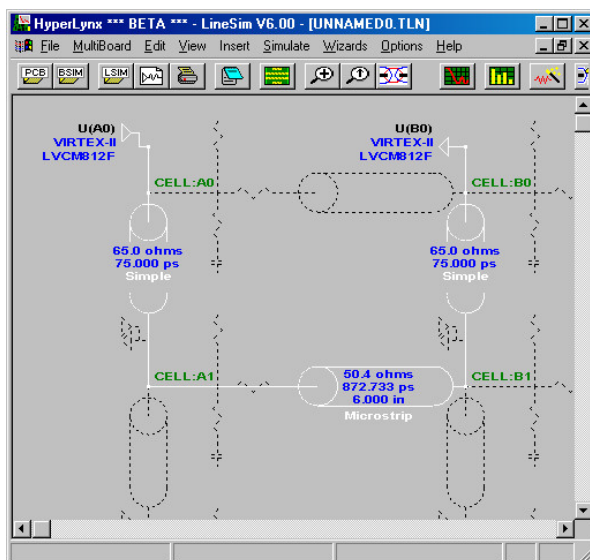 HyperLynx *** BETA *** - LineSim V6.00 - [UNNAMED0.TLN]
File MultiBoard Edit View Insert Simulate Wizards Options Help
PCB BSIM LSIM
U(A0) U(B0)
VIRTEX-II VIRTEX-II
LVCM812F LVCM812F
CELL:A0 CELL:B0
65.0 ohms 65.0 ohms
75.000 ps 75.000 ps
Simple Simple
CELL:A1 50.4 ohms CELL:B1
872.733 ps
6.000 in
Microstrip